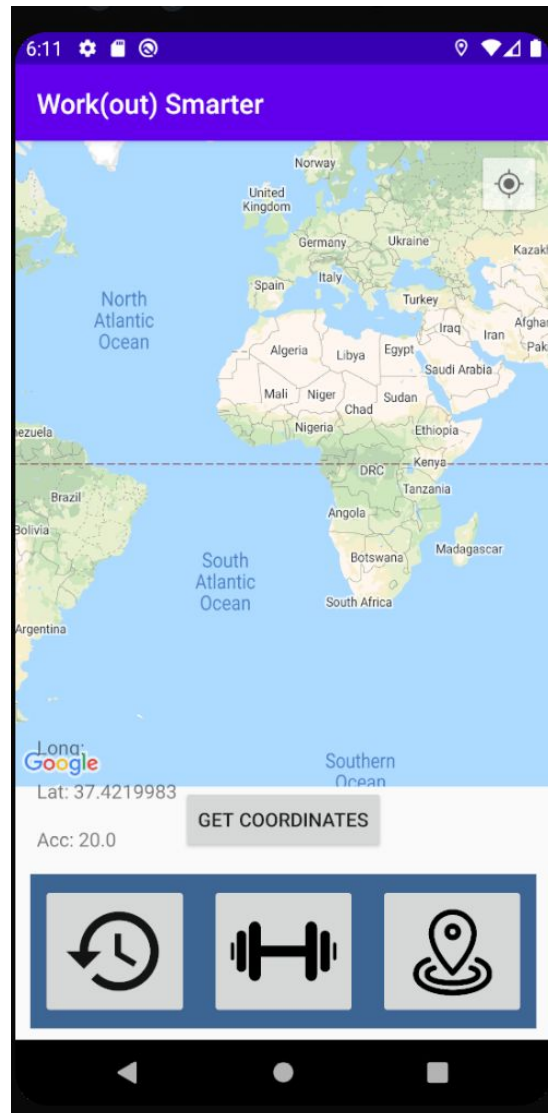 6:11
Work(out) Smarter
Norway
United
Kingdom
Germany
Ukraine
Kazakh
Spain
Italy
Turkey
North
Atlantic
Ocean
Algeria
Libya
Egypt
Iraq
Iran
Afghan
Pak
Saudi Arabia
Mali
Niger
Chad
Sudan
Nigeria
Ethiopia
ezuela
DRC
Kenya
Brazil
Tanzania
Angola
Bolivia
South
Atlantic
Ocean
Botswana
Madagascar
South Africa
Argentina
Long:
Google
Southern
Ocean
Lat: 37.4219983
GET COORDINATES
Acc: 20.0